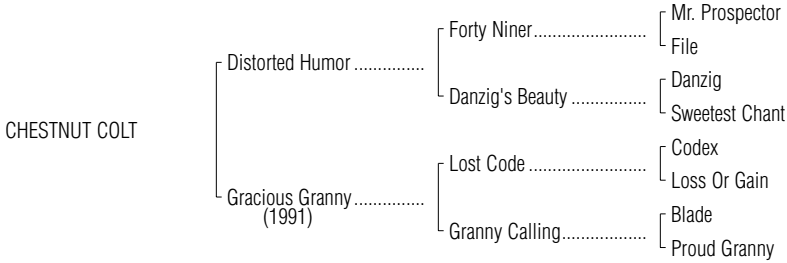 Mr. Prospector
Forty Niner.......................
File
Distorted Humor ...............
Danzig
Danzig's Beauty ................
Sweetest Chant
CHESTNUT COLT
Codex
Lost Code .........................
Loss Or Gain
Gracious Granny ...............
(1991)
Blade
Granny Calling..................
Proud Granny